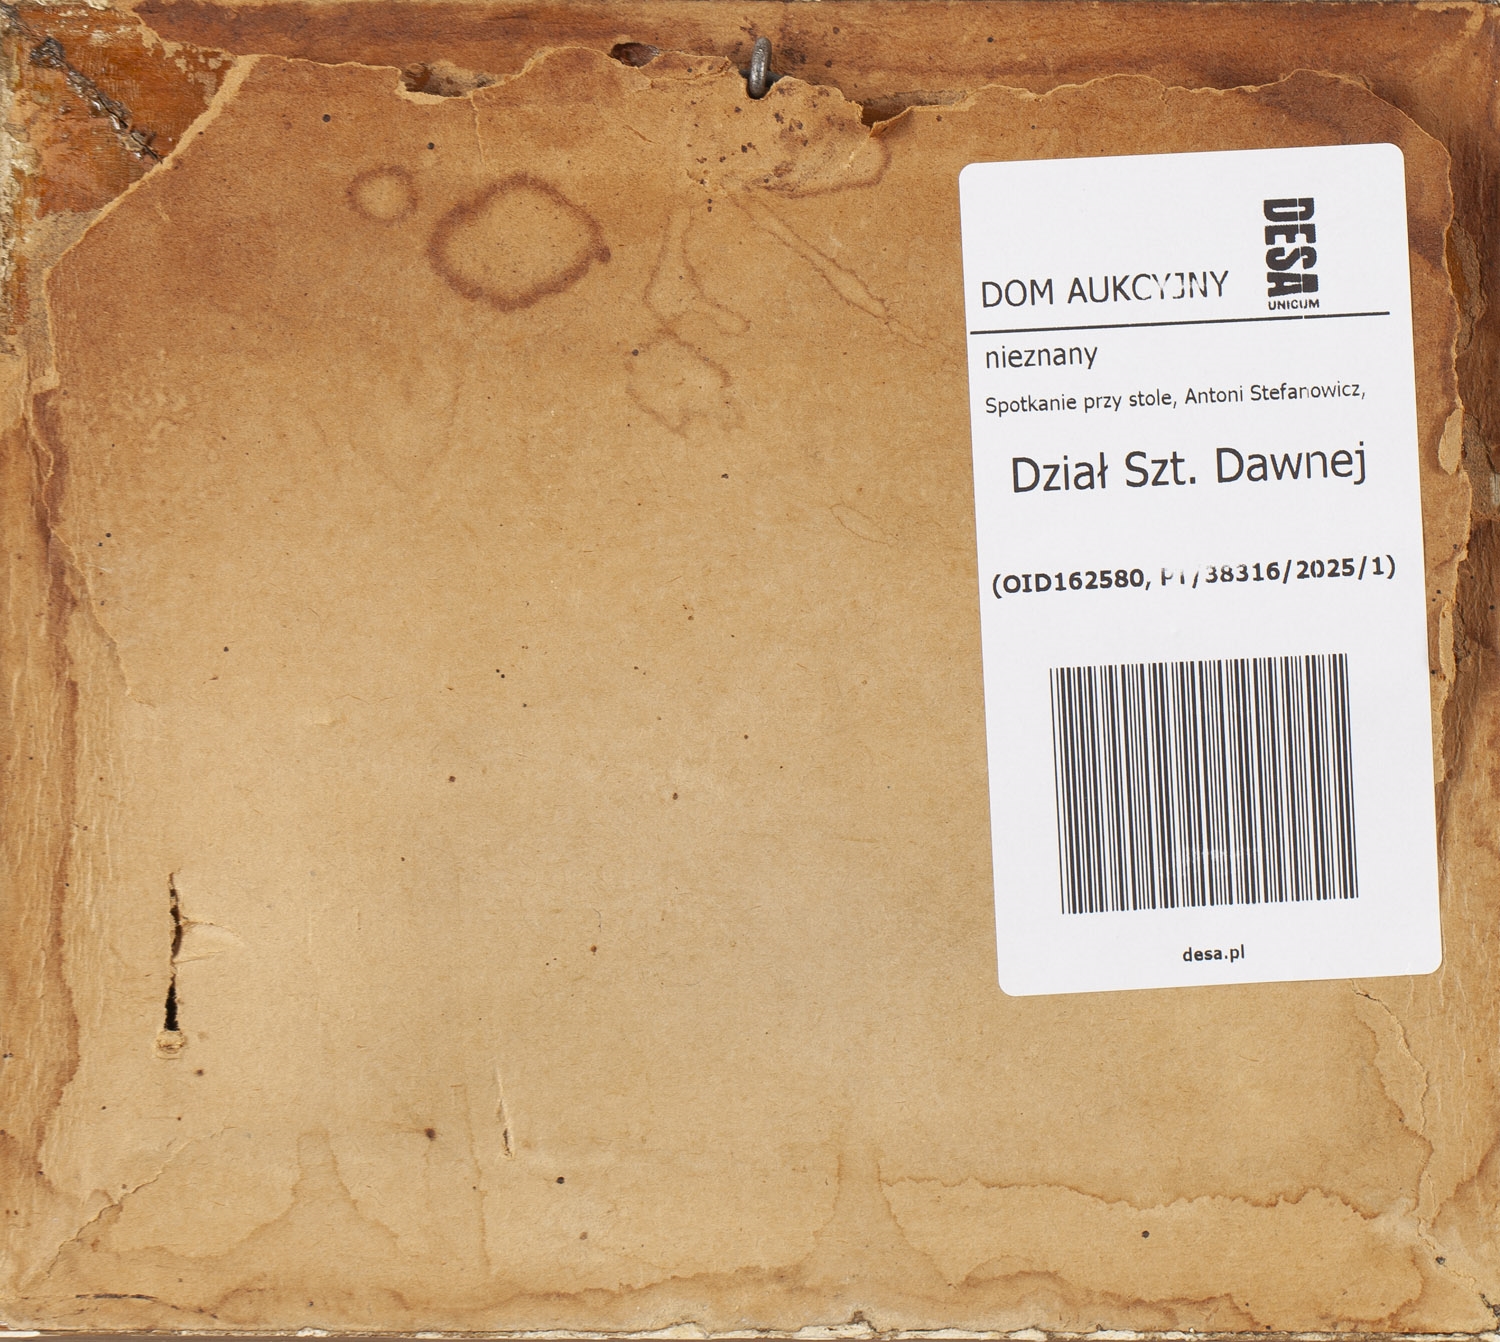 DESA
UNICUM
DOM AUKCYJNY
nieznany
Spotkanie przy stole, Antoni Stefanowicz,
Dział Szt. Dawnej
(OID162580, PT/38316/2025/1)
desa.pl